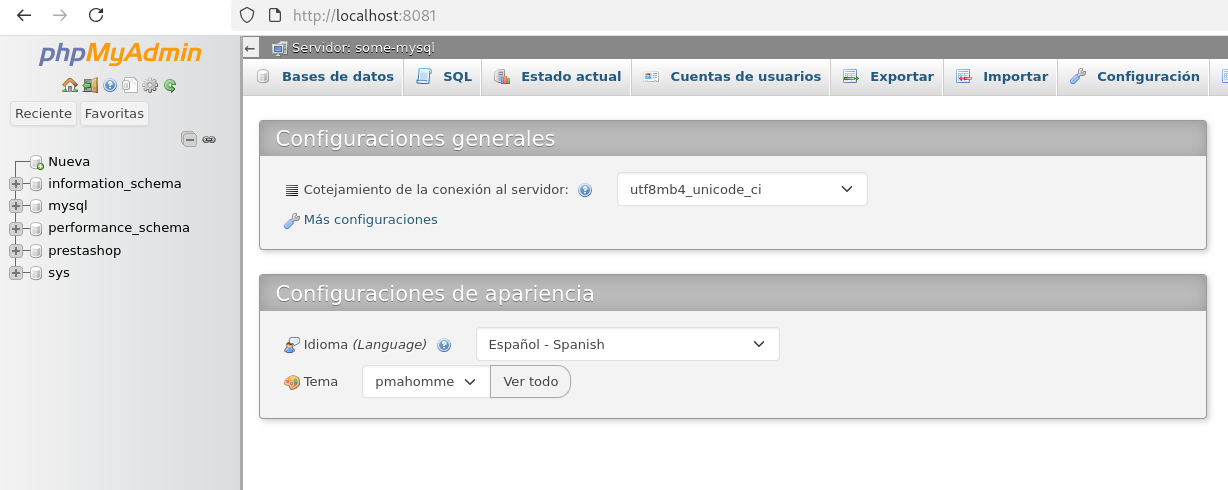 http://localhost:8081
phpMyAdmin
Servidor: some-mysql
Bases de datos SQL Estado actual Cuentas de usuarios Exportar Importar Configuración
Reciente Favoritas
Nueva
information_schema
mysql
performance_schema
prestashop
sys
Configuraciones generales
Cotejamiento de la conexión al servidor: utf8mb4_unicode_ci
Más configuraciones
Configuraciones de apariencia
Idioma (Language) Español - Spanish
Tema pmahomme Ver todo